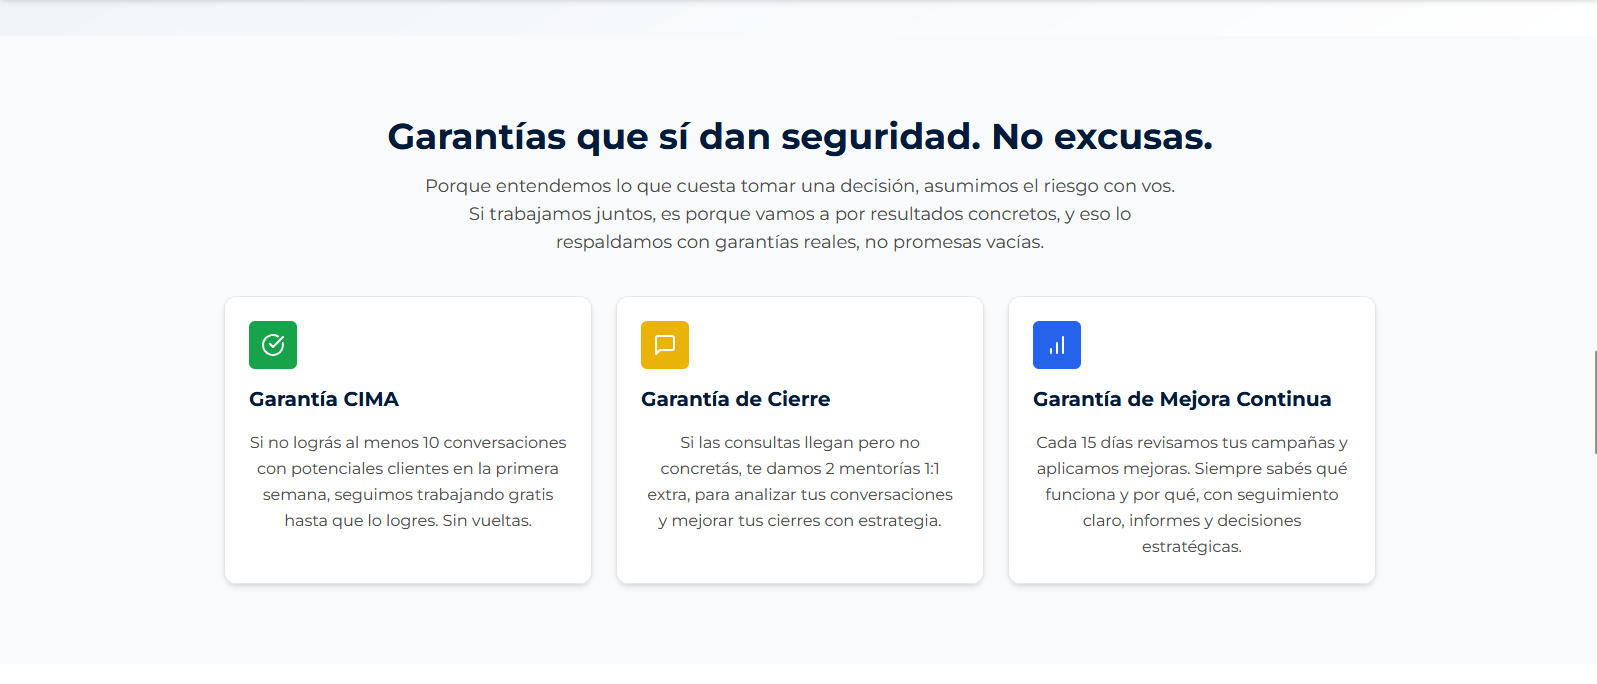 Garantías que sí dan seguridad. No excusas.
Porque entendemos lo que cuesta tomar una decisión, asumimos el riesgo con vos.
Si trabajamos juntos, es porque vamos a por resultados concretos, y eso lo
respaldamos con garantías reales, no promesas vacías.
Garantía CIMA
Si no lográs al menos 10 conversaciones
con potenciales clientes en la primera
semana, seguimos trabajando gratis
hasta que lo logres. Sin vueltas.
Garantía de Cierre
Si las consultas llegan pero no
concretás, te damos 2 mentorías 1:1
extra, para analizar tus conversaciones
y mejorar tus cierres con estrategia.
Garantía de Mejora Continua
Cada 15 días revisamos tus campañas y
aplicamos mejoras. Siempre sabés qué
funciona y por qué, con seguimiento
claro, informes y decisiones
estratégicas.